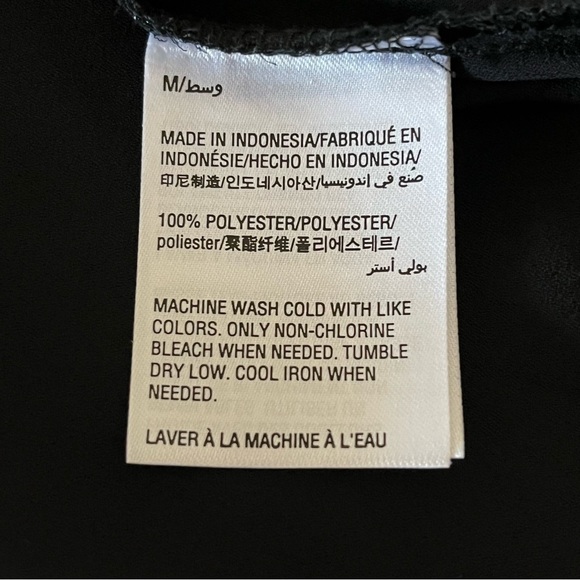 M/وسط
MADE IN INDONESIA/FABRIQUÉ EN
INDONÉSIE/HECHO EN INDONESIA/
印尼制造/인도네시아산/صُنع في اندونيسيا
100% POLYESTER/POLYESTER/
poliester/聚酯纤维/폴리에스테르/
بولي أستر
MACHINE WASH COLD WITH LIKE
COLORS. ONLY NON-CHLORINE
BLEACH WHEN NEEDED. TUMBLE
DRY LOW. COOL IRON WHEN
NEEDED.
LAVER À LA MACHINE À L'EAU